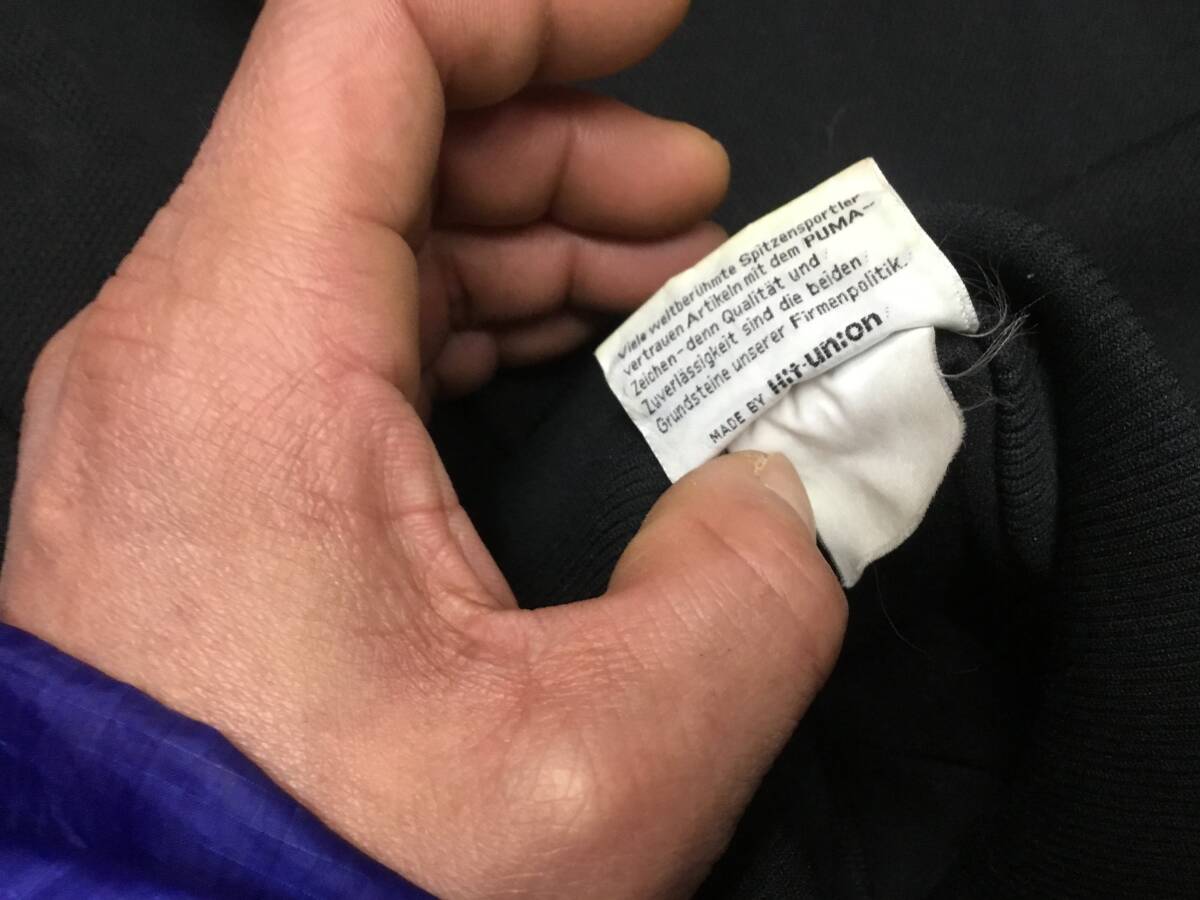 Viele weltberühmte Spitzensportler
vertrauen Artikeln mit dem PUMA-
Zeichen-denn Qualität und
Zuverlässigkeit sind die beiden
Grundsteine unserer Firmenpolitik.
MADE BY Hit-union